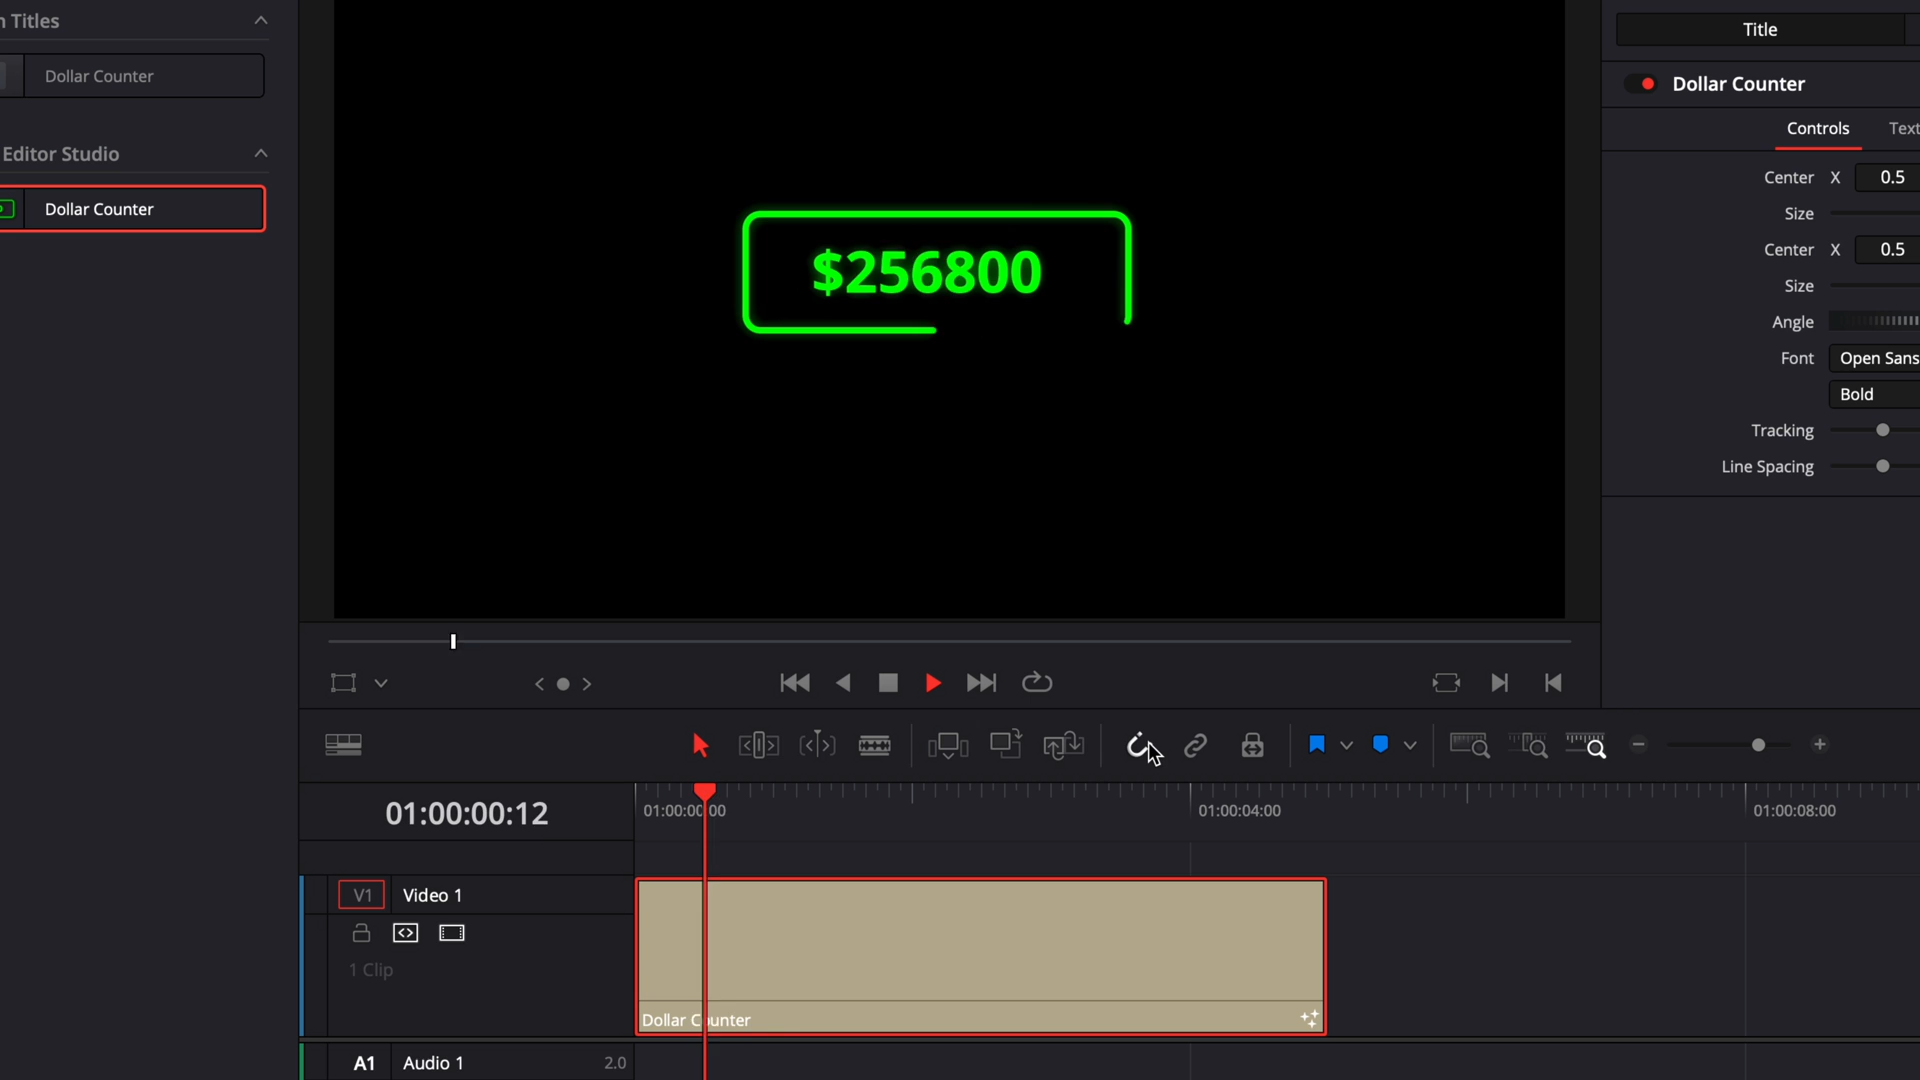 n Titles
Dollar Counter
Editor Studio
Dollar Counter
$256800
Title
Dollar Counter
Controls Text
Center X 0.5
Size
Center X 0.5
Size
Angle
Font Open Sans
Bold
Tracking
Line Spacing
01:00:00:12
01:00:00:00 01:00:04:00 01:00:08:00
V1 Video 1
1 Clip
Dollar Counter
A1 Audio 1 2.0